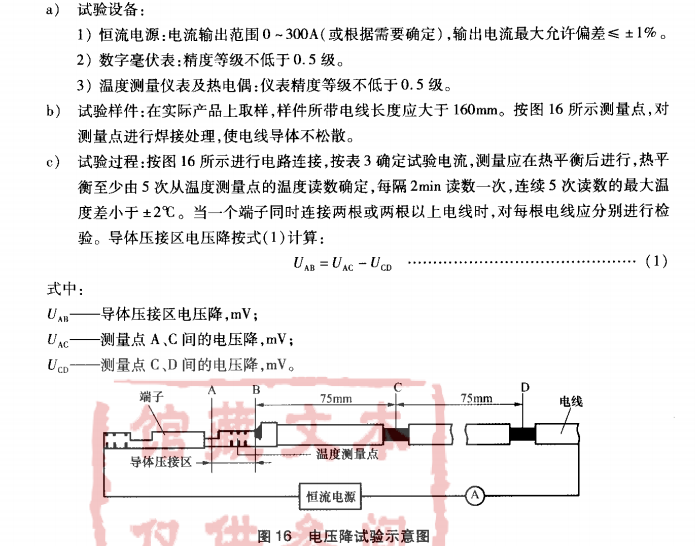 a) 试验设备:
1) 恒流电源:电流输出范围0~300A(或根据需要确定),输出电流最大允许偏差≤±1%。
2) 数字毫伏表:精度等级不低于0.5级。
3) 温度测量仪表及热电偶:仪表精度等级不低于0.5级。
b) 试验样件:在实际产品上取样,样件所带电线长度应大于160mm。按图16所示测量点,对
测量点进行焊接处理,使电线导体不松散。
c) 试验过程:按图16所示进行电路连接,按表3确定试验电流,测量应在热平衡后进行,热平
衡至少由5次从温度测量点的温度读数确定,每隔2min读数一次,连续5次读数的最大温
度差小于±2℃。当一个端子同时连接两根或两根以上电线时,对每根电线应分别进行检
验。导体压接区电压降按式(1)计算:
U_AB = U_AC - U_CD ………………………………………(1)
式中:
U_AB——导体压接区电压降,mV;
U_AC——测量点A、C间的电压降,mV;
U_CD——测量点C、D间的电压降,mV。
端子 A B 75mm C 75mm D 电线
导体压接区 温度测量点
恒流电源 A
图16 电压降试验示意图
馆藏文本
仅供参阅